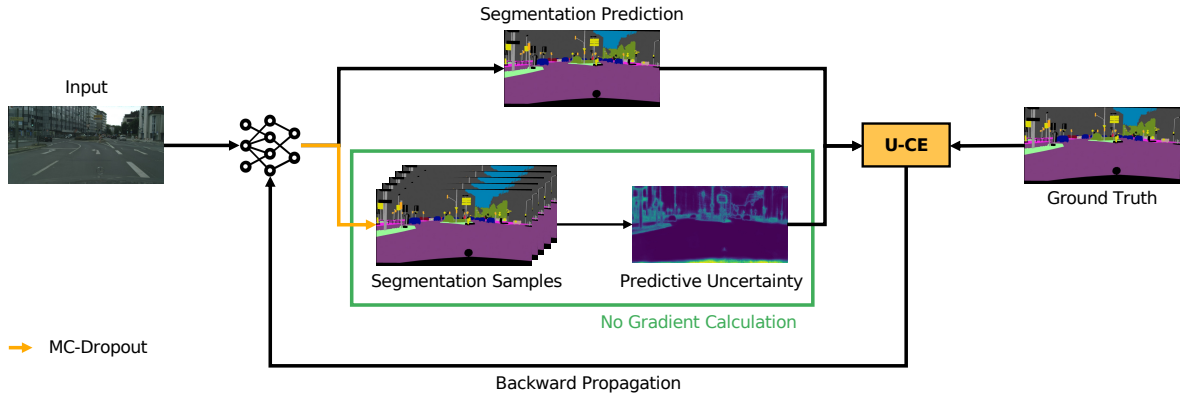 Segmentation Prediction
Input
U-CE
Ground Truth
Segmentation Samples
Predictive Uncertainty
No Gradient Calculation
MC-Dropout
Backward Propagation